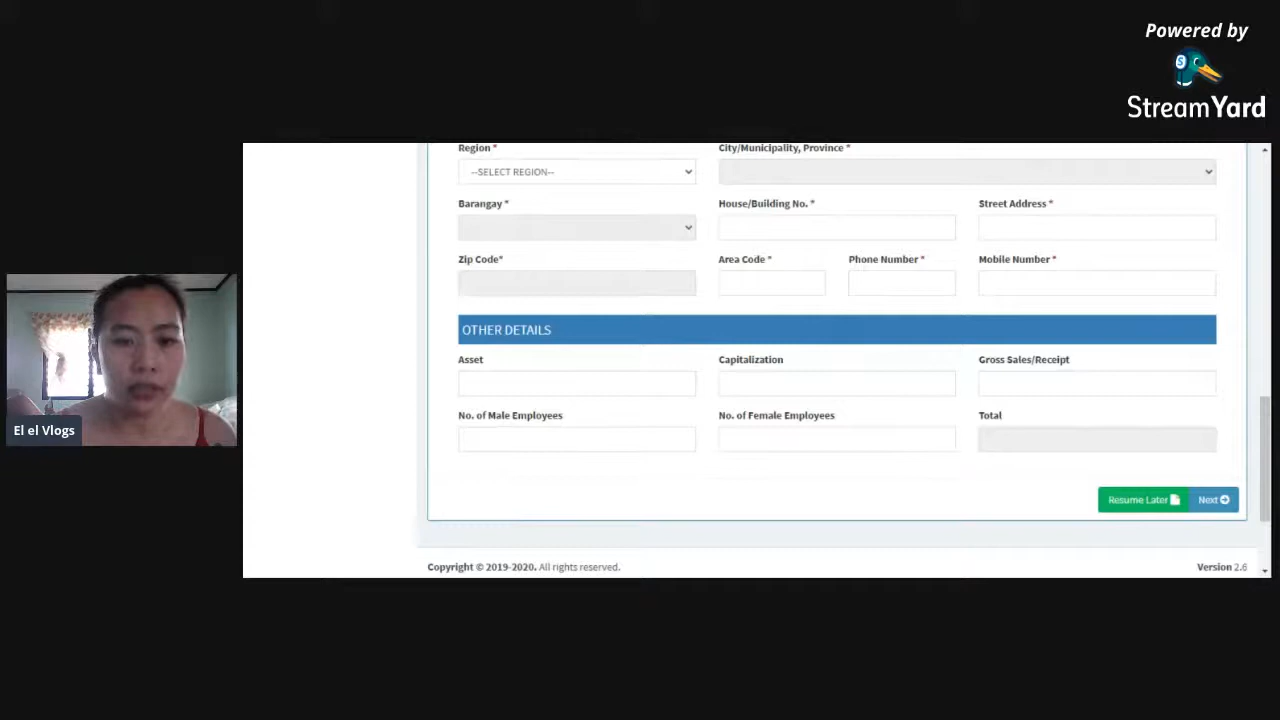 Powered by
StreamYard
Region *
City/Municipality, Province *
--SELECT REGION--
Barangay *
House/Building No. *
Street Address *
Zip Code*
Area Code *
Phone Number *
Mobile Number *
OTHER DETAILS
Asset
Capitalization
Gross Sales/Receipt
No. of Male Employees
No. of Female Employees
Total
El el Vlogs
Resume Later
Next
Copyright © 2019-2020. All rights reserved.
Version 2.6